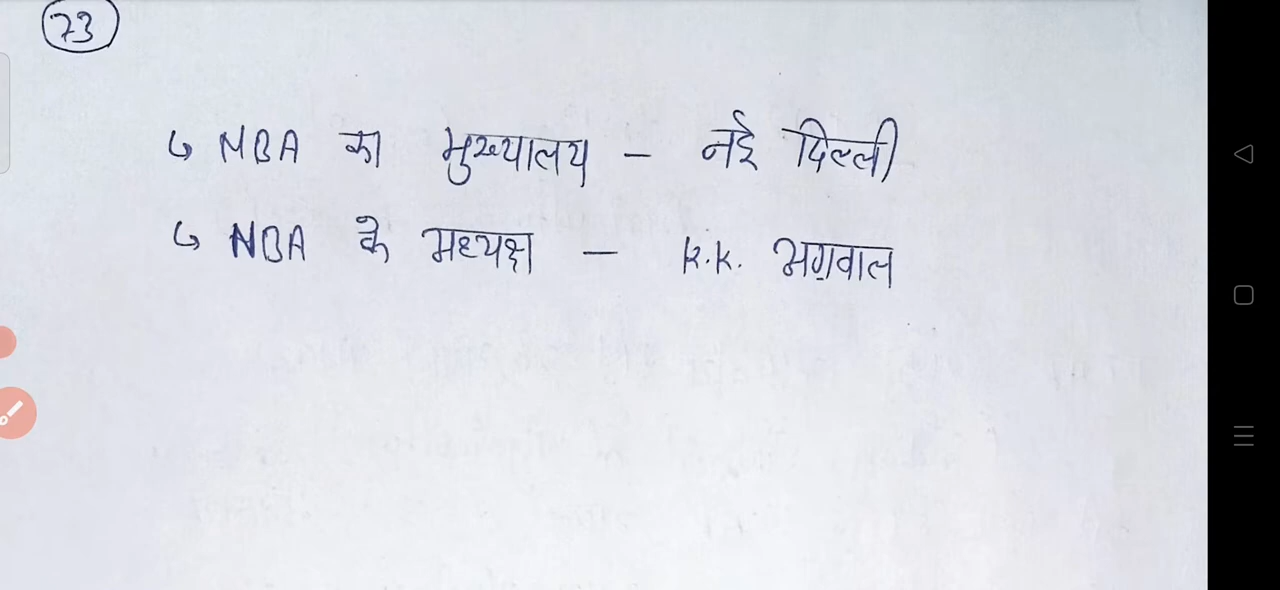 73
↳ NBA का मुख्यालय – नई दिल्ली
↳ NBA के अध्यक्ष – K.K. अग्रवाल